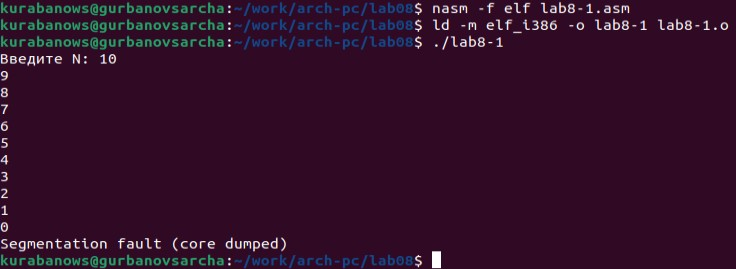 kurabanows@gurbanovsarcha:~/work/arch-pc/lab08$ nasm -f elf lab8-1.asm
kurabanows@gurbanovsarcha:~/work/arch-pc/lab08$ ld -m elf_i386 -o lab8-1 lab8-1.o
kurabanows@gurbanovsarcha:~/work/arch-pc/lab08$ ./lab8-1
Введите N: 10
9
8
7
6
5
4
3
2
1
0
Segmentation fault (core dumped)
kurabanows@gurbanovsarcha:~/work/arch-pc/lab08$